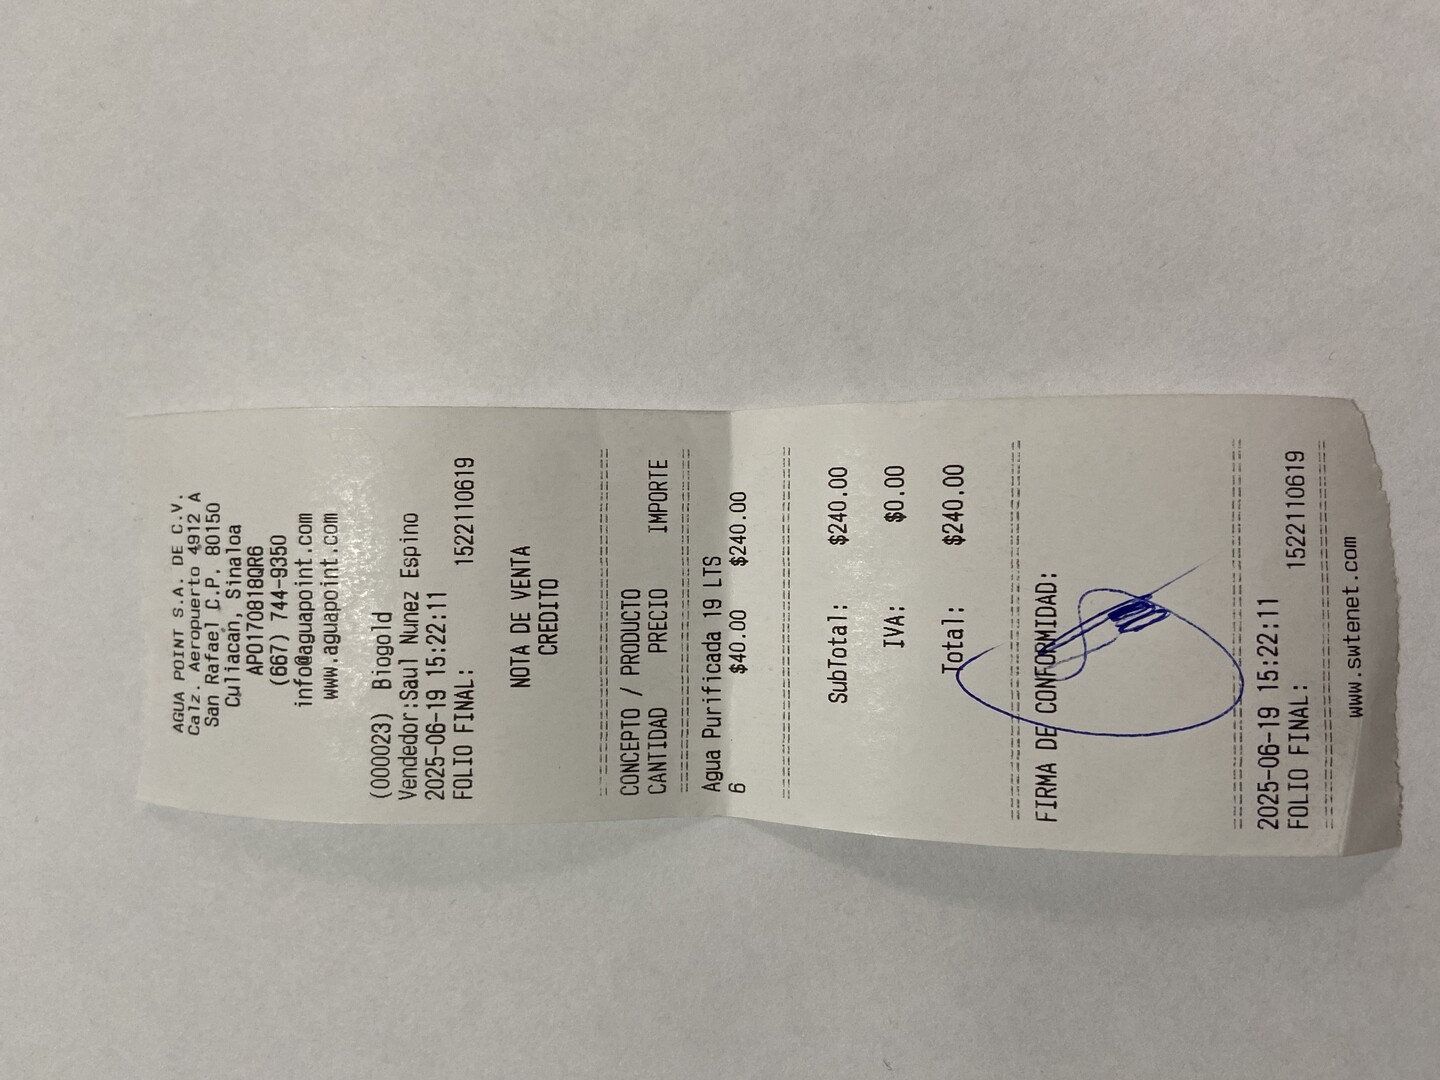 AGUA POINT S.A. DE C.V.
Calz. Aeropuerto 4912 A
San Rafael C.P. 80150
Culiacan, Sinaloa
APO170818QR6
(667) 744-9350
info@aguapoint.com
www.aguapoint.com
(000023) Biogold
Vendedor:Saul Nunez Espino
2025-06-19 15:22:11
FOLIO FINAL: 1522110619
NOTA DE VENTA
CREDITO
CONCEPTO / PRODUCTO
CANTIDAD PRECIO IMPORTE
Agua Purificada 19 LTS
6 $40.00 $240.00
SubTotal: $240.00
IVA: $0.00
Total: $240.00
FIRMA DE CONFORMIDAD:
2025-06-19 15:22:11
FOLIO FINAL: 1522110619
www.swtenet.com